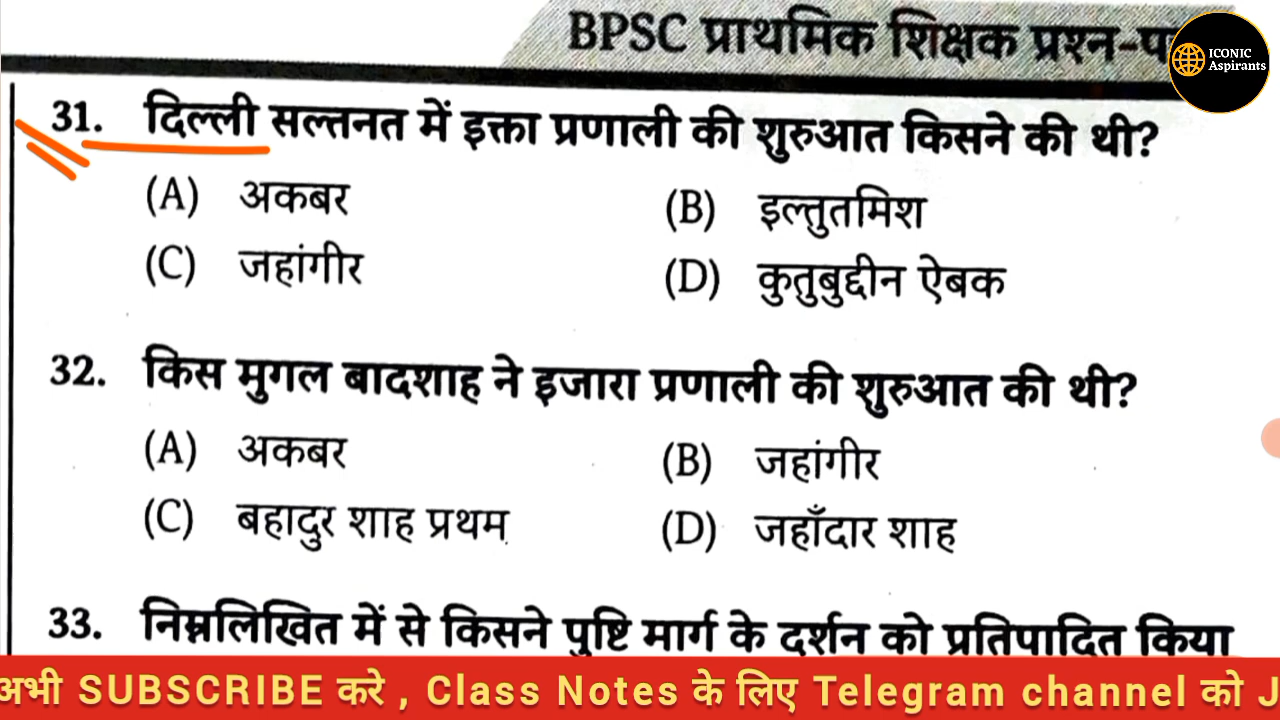 BPSC प्राथमिक शिक्षक प्रश्न-प
ICONIC
Aspirants
31. दिल्ली सल्तनत में इक्ता प्रणाली की शुरुआत किसने की थी?
(A) अकबर (B) इल्तुतमिश
(C) जहांगीर (D) कुतुबुद्दीन ऐबक
32. किस मुगल बादशाह ने इजारा प्रणाली की शुरुआत की थी?
(A) अकबर (B) जहांगीर
(C) बहादुर शाह प्रथम (D) जहाँदार शाह
33. निम्नलिखित में से किसने पुष्टि मार्ग के दर्शन को प्रतिपादित किया
अभी SUBSCRIBE करे , Class Notes के लिए Telegram channel को J